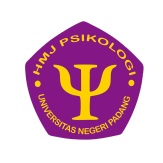 HMJ PSIKOLOGI
UNIVERSITAS NEGERI PADANG
Ψ